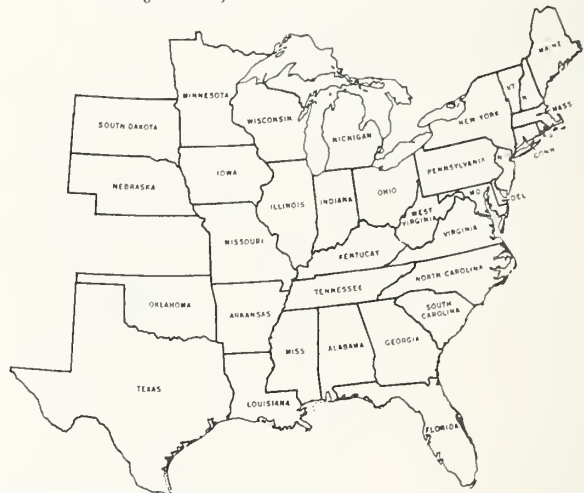 MAINE
MINNESOTA
VT
N
WISCONSIN
MASS
SOUTH DAKOTA
MICHIGAN
NEW YORK
CONN
IOWA
PENNSYLVANIA
N
NEBRASKA
ILLINOIS
INDIANA
OHIO
MD
DEL
WEST
VIRGINIA
VIRGINIA
MISSOURI
KENTUCKY
NORTH CAROLINA
TENNESSEE
OKLAHOMA
ARKANSAS
SOUTH
CAROLINA
MISS
ALABAMA
GEORGIA
TEXAS
LOUISIANA
FLORIDA